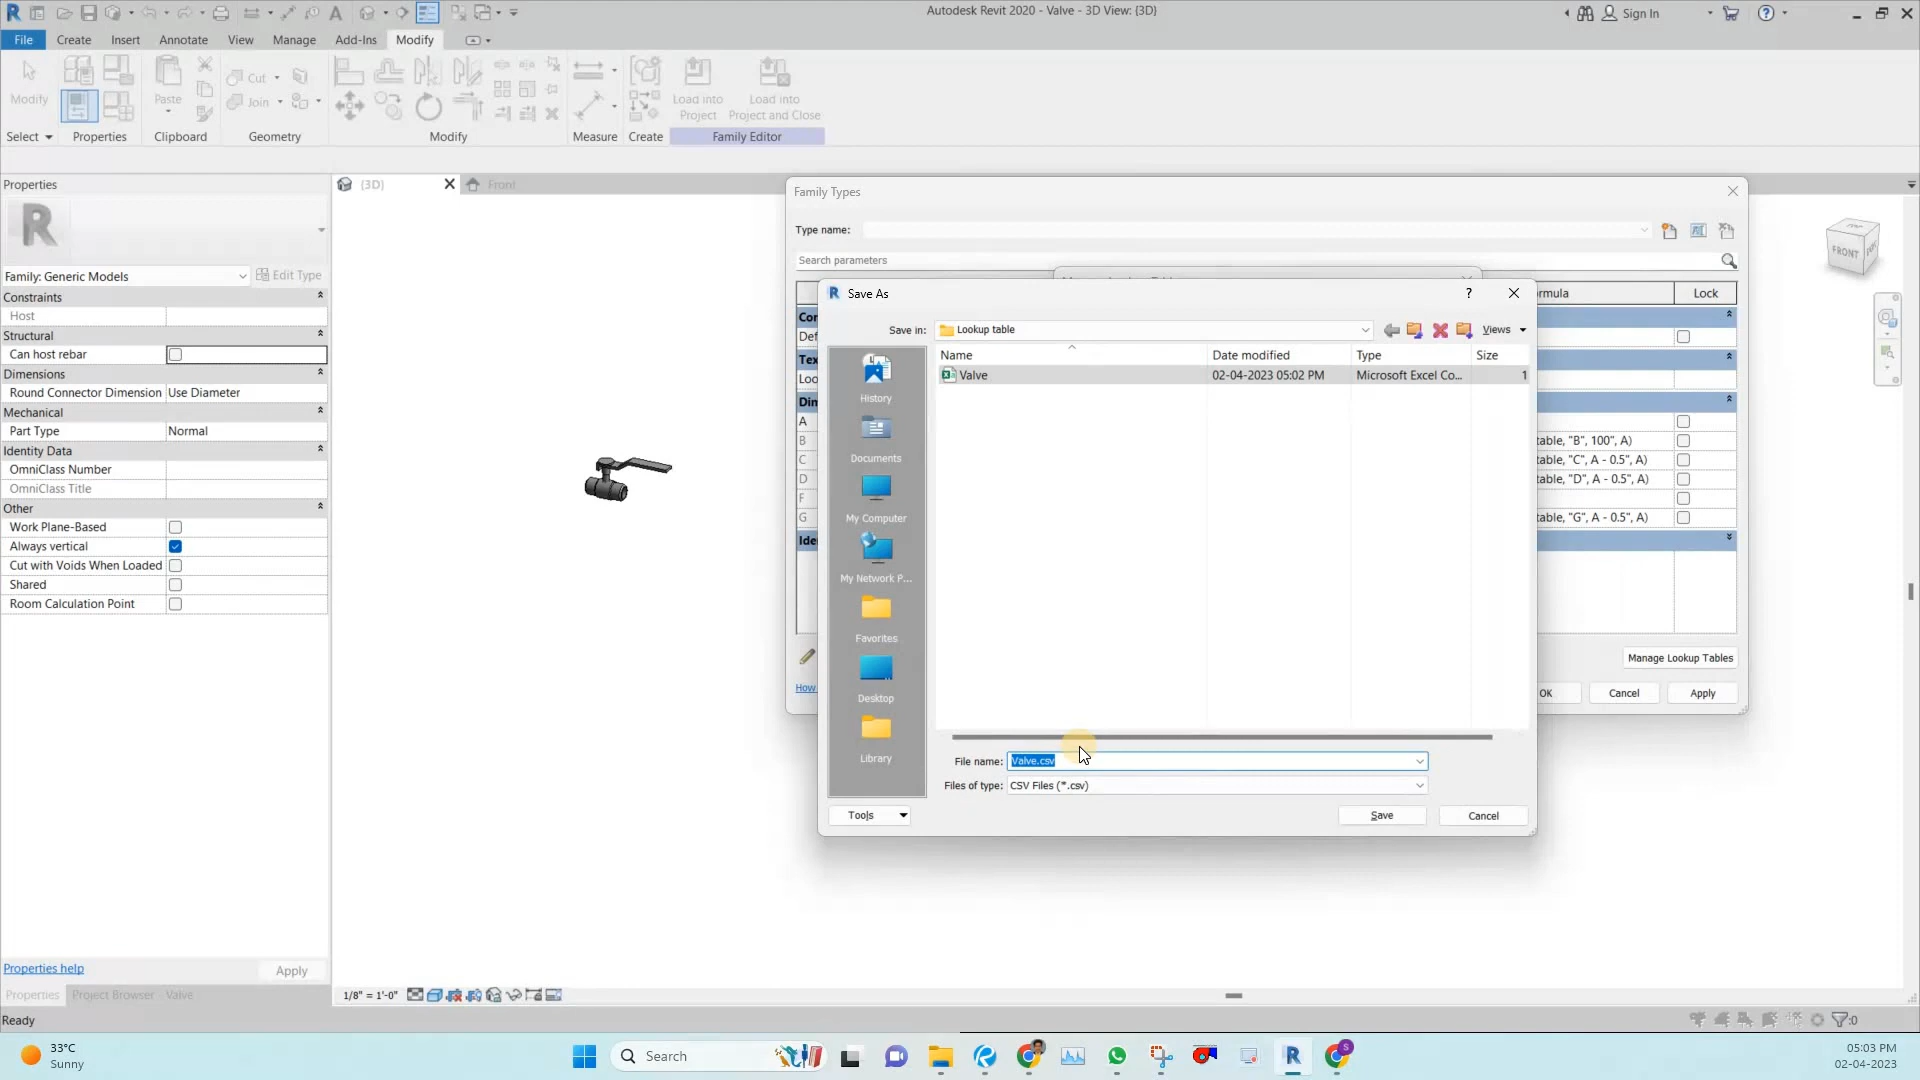 Autodesk Revit 2020 - Valve - 3D View: {3D}
Sign In
File
Create
Insert
Annotate
View
Manage
Add-Ins
Modify
Modify
Paste
Cut
Join
Load into
Project
Load into
Project and Close
Select
Properties
Clipboard
Geometry
Modify
Measure
Create
Family Editor
Properties
Family: Generic Models
Edit Type
Constraints
Host
Structural
Can host rebar
Dimensions
Round Connector Dimension Use Diameter
Mechanical
Part Type Normal
Identity Data
OmniClass Number
OmniClass Title
Other
Work Plane-Based
Always vertical
Cut with Voids When Loaded
Shared
Room Calculation Point
Properties help
Apply
Properties
Project Browser - Valve
{3D}
Front
FRONT
Family Types
Type name:
Search parameters
Lock
A
B
table, "B", 100", A)
C
table, "C", A - 0.5", A)
D
table, "D", A - 0.5", A)
F
G
table, "G", A - 0.5", A)
How
Manage Lookup Tables
OK
Cancel
Apply
Save As
?
Save in:
Lookup table
Views
Name
Date modified
Type
Size
Valve
02-04-2023 05:02 PM
Microsoft Excel Co...
1
History
Documents
My Computer
My Network P...
Favorites
Desktop
Library
File name:
Valve.csv
Files of type:
CSV Files (*.csv)
Tools
Save
Cancel
1/8" = 1'-0"
Ready
:0
33°C
Sunny
Search
05:03 PM
02-04-2023